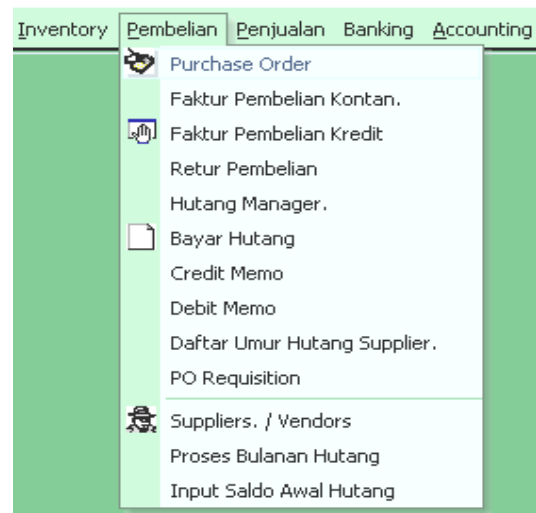 Inventory Pembelian Penjualan Banking Accounting
Purchase Order
Faktur Pembelian Kontan.
Faktur Pembelian Kredit
Retur Pembelian
Hutang Manager.
Bayar Hutang
Credit Memo
Debit Memo
Daftar Umur Hutang Supplier.
PO Requisition
Suppliers. / Vendors
Proses Bulanan Hutang
Input Saldo Awal Hutang